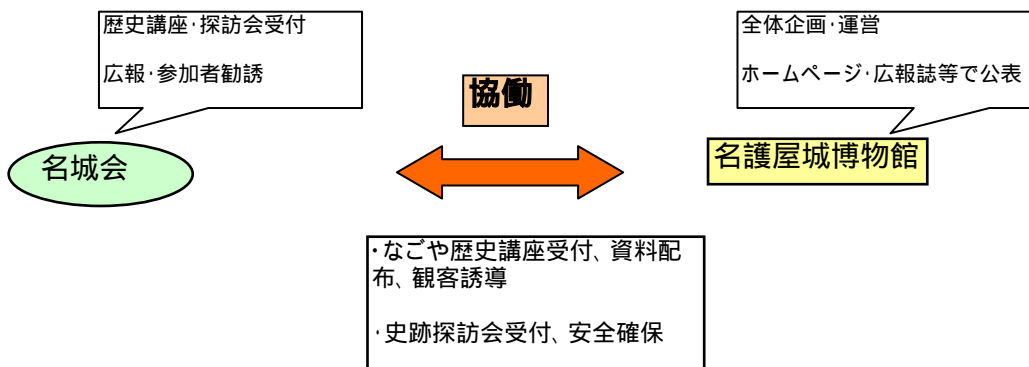 歴史講座・探訪会受付
広報・参加者勧誘
全体企画・運営
ホームページ・広報誌等で公表
協働
名城会
名護屋城博物館
・なごや歴史講座受付、資料配
布、観客誘導
・史跡探訪会受付、安全確保